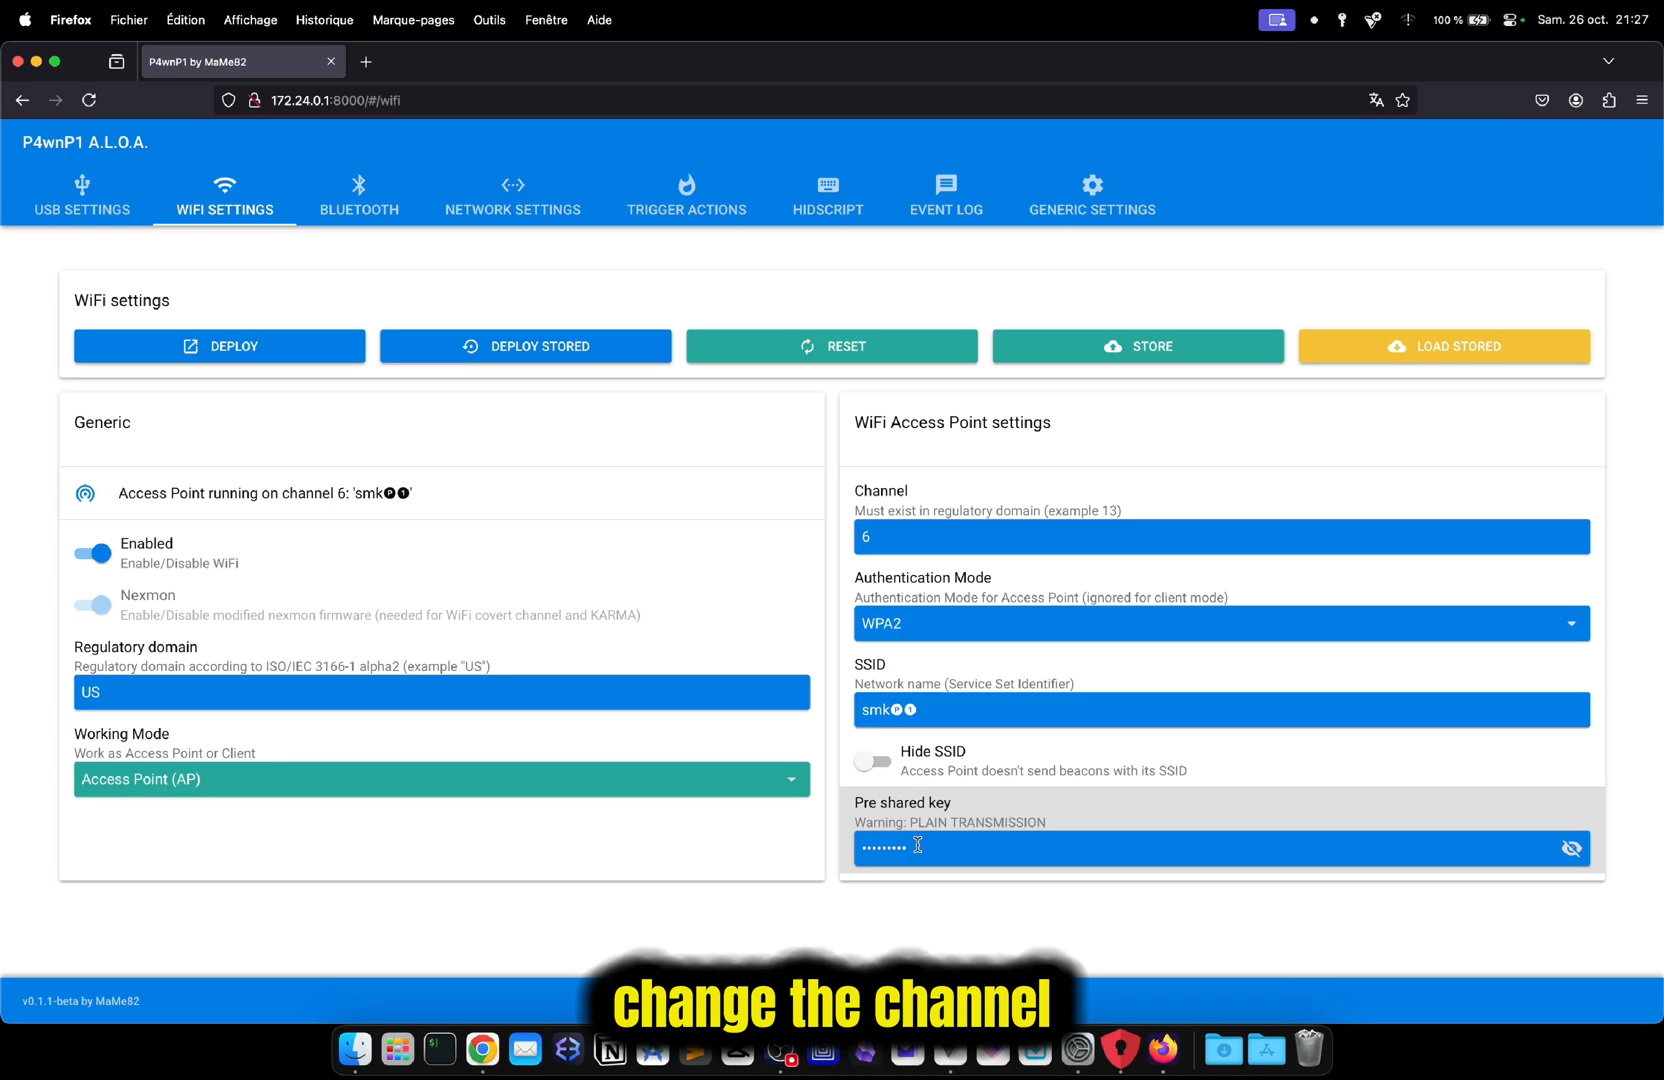 Firefox Fichier Édition Affichage Historique Marque-pages Outils Fenêtre Aide 100 % Sam. 26 oct. 21:27
P4wnP1 by MaMe82
172.24.0.1:8000/#/wifi
P4wnP1 A.L.O.A.
USB SETTINGS WIFI SETTINGS BLUETOOTH NETWORK SETTINGS TRIGGER ACTIONS HIDSCRIPT EVENT LOG GENERIC SETTINGS
WiFi settings
DEPLOY DEPLOY STORED RESET STORE LOAD STORED
Generic
Access Point running on channel 6: 'smk🅟❶'
Enabled
Enable/Disable WiFi
Nexmon
Enable/Disable modified nexmon firmware (needed for WiFi covert channel and KARMA)
Regulatory domain
Regulatory domain according to ISO/IEC 3166-1 alpha2 (example "US")
US
Working Mode
Work as Access Point or Client
Access Point (AP)
WiFi Access Point settings
Channel
Must exist in regulatory domain (example 13)
6
Authentication Mode
Authentication Mode for Access Point (ignored for client mode)
WPA2
SSID
Network name (Service Set Identifier)
smk🅟❶
Hide SSID
Access Point doesn't send beacons with its SSID
Pre shared key
Warning: PLAIN TRANSMISSION
•••••••••
v0.1.1-beta by MaMe82
change the channel